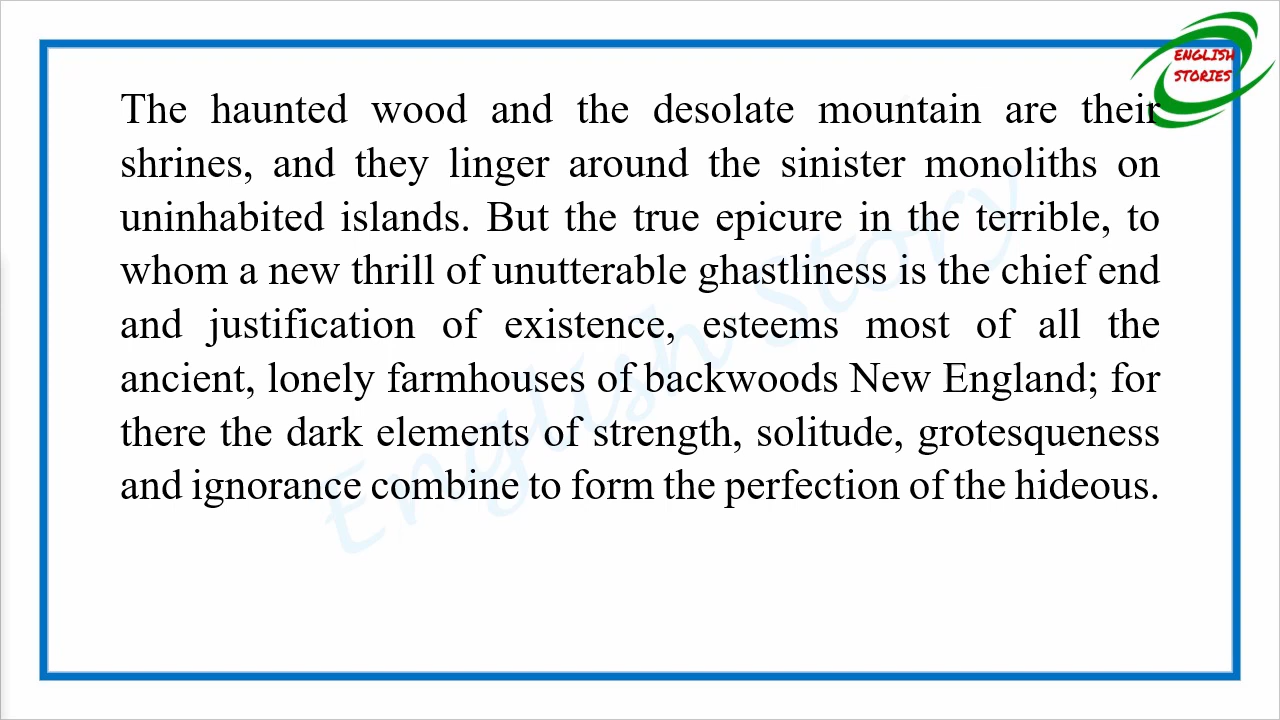 ENGLISH
STORIES
The haunted wood and the desolate mountain are their
shrines, and they linger around the sinister monoliths on
uninhabited islands. But the true epicure in the terrible, to
whom a new thrill of unutterable ghastliness is the chief end
and justification of existence, esteems most of all the
ancient, lonely farmhouses of backwoods New England; for
there the dark elements of strength, solitude, grotesqueness
and ignorance combine to form the perfection of the hideous.
English Story